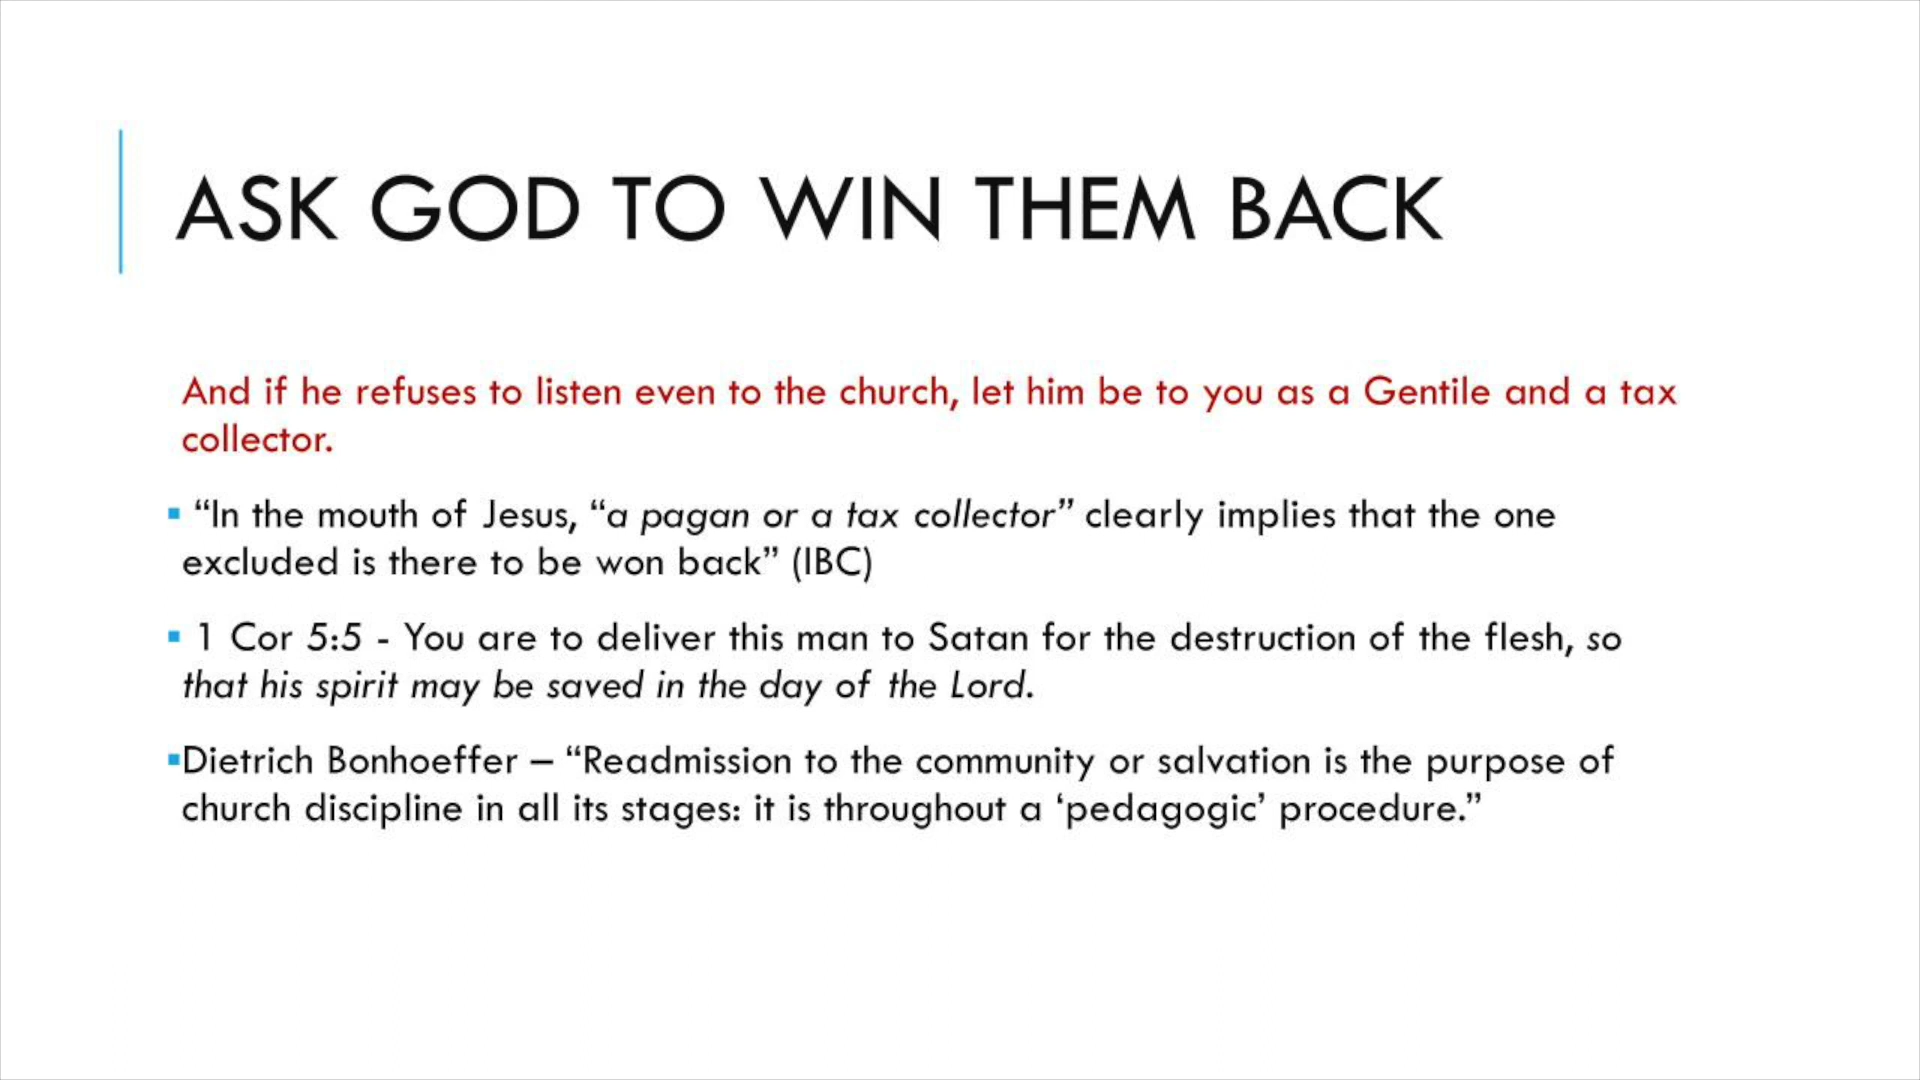 ASK GOD TO WIN THEM BACK
And if he refuses to listen even to the church, let him be to you as a Gentile and a tax
collector.
▪ “In the mouth of Jesus, “a pagan or a tax collector” clearly implies that the one
excluded is there to be won back” (IBC)
▪ 1 Cor 5:5 - You are to deliver this man to Satan for the destruction of the flesh, so
that his spirit may be saved in the day of the Lord.
▪Dietrich Bonhoeffer – “Readmission to the community or salvation is the purpose of
church discipline in all its stages: it is throughout a ‘pedagogic’ procedure.”